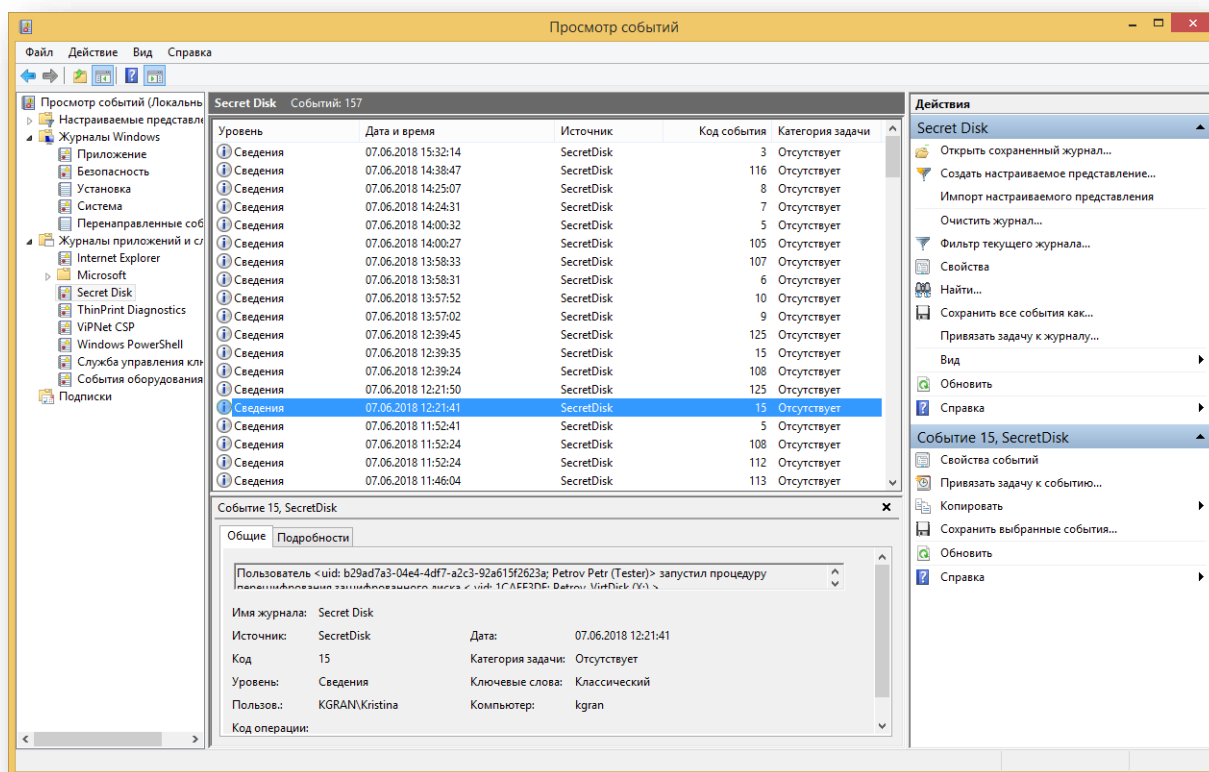 Просмотр событий
Файл Действие Вид Справка
Просмотр событий (Локальнь
Настраиваемые представле
Журналы Windows
Приложение
Безопасность
Установка
Система
Перенаправленные соб
Журналы приложений и сл
Internet Explorer
Microsoft
Secret Disk
ThinPrint Diagnostics
ViPNet CSP
Windows PowerShell
Служба управления клю
События оборудования
Подписки
Secret Disk Событий: 157
Уровень Дата и время Источник Код события Категория задачи
Сведения 07.06.2018 15:32:14 SecretDisk 3 Отсутствует
Сведения 07.06.2018 14:38:47 SecretDisk 116 Отсутствует
Сведения 07.06.2018 14:25:07 SecretDisk 8 Отсутствует
Сведения 07.06.2018 14:24:31 SecretDisk 7 Отсутствует
Сведения 07.06.2018 14:00:32 SecretDisk 5 Отсутствует
Сведения 07.06.2018 14:00:27 SecretDisk 105 Отсутствует
Сведения 07.06.2018 13:58:33 SecretDisk 107 Отсутствует
Сведения 07.06.2018 13:58:31 SecretDisk 6 Отсутствует
Сведения 07.06.2018 13:57:52 SecretDisk 10 Отсутствует
Сведения 07.06.2018 13:57:02 SecretDisk 9 Отсутствует
Сведения 07.06.2018 12:39:45 SecretDisk 125 Отсутствует
Сведения 07.06.2018 12:39:35 SecretDisk 15 Отсутствует
Сведения 07.06.2018 12:39:24 SecretDisk 108 Отсутствует
Сведения 07.06.2018 12:21:50 SecretDisk 125 Отсутствует
Сведения 07.06.2018 12:21:41 SecretDisk 15 Отсутствует
Сведения 07.06.2018 11:52:41 SecretDisk 5 Отсутствует
Сведения 07.06.2018 11:52:24 SecretDisk 108 Отсутствует
Сведения 07.06.2018 11:52:24 SecretDisk 112 Отсутствует
Сведения 07.06.2018 11:46:04 SecretDisk 113 Отсутствует
Событие 15, SecretDisk
Общие Подробности
Пользователь <uid: b29ad7a3-04e4-4df7-a2c3-92a615f2623a; Petrov Petr (Tester)> запустил процедуру
перешифрования зашифрованного диска < vid: 1CAFF3DF; Petrov_VirtDisk (Y:) >
Имя журнала: Secret Disk
Источник: SecretDisk Дата: 07.06.2018 12:21:41
Код 15 Категория задачи: Отсутствует
Уровень: Сведения Ключевые слова: Классический
Пользов.: KGRAN\Kristina Компьютер: kgran
Код операции:
Действия
Secret Disk
Открыть сохраненный журнал...
Создать настраиваемое представление...
Импорт настраиваемого представления
Очистить журнал...
Фильтр текущего журнала...
Свойства
Найти...
Сохранить все события как...
Привязать задачу к журналу...
Вид
Обновить
Справка
Событие 15, SecretDisk
Свойства событий
Привязать задачу к событию...
Копировать
Сохранить выбранные события...
Обновить
Справка